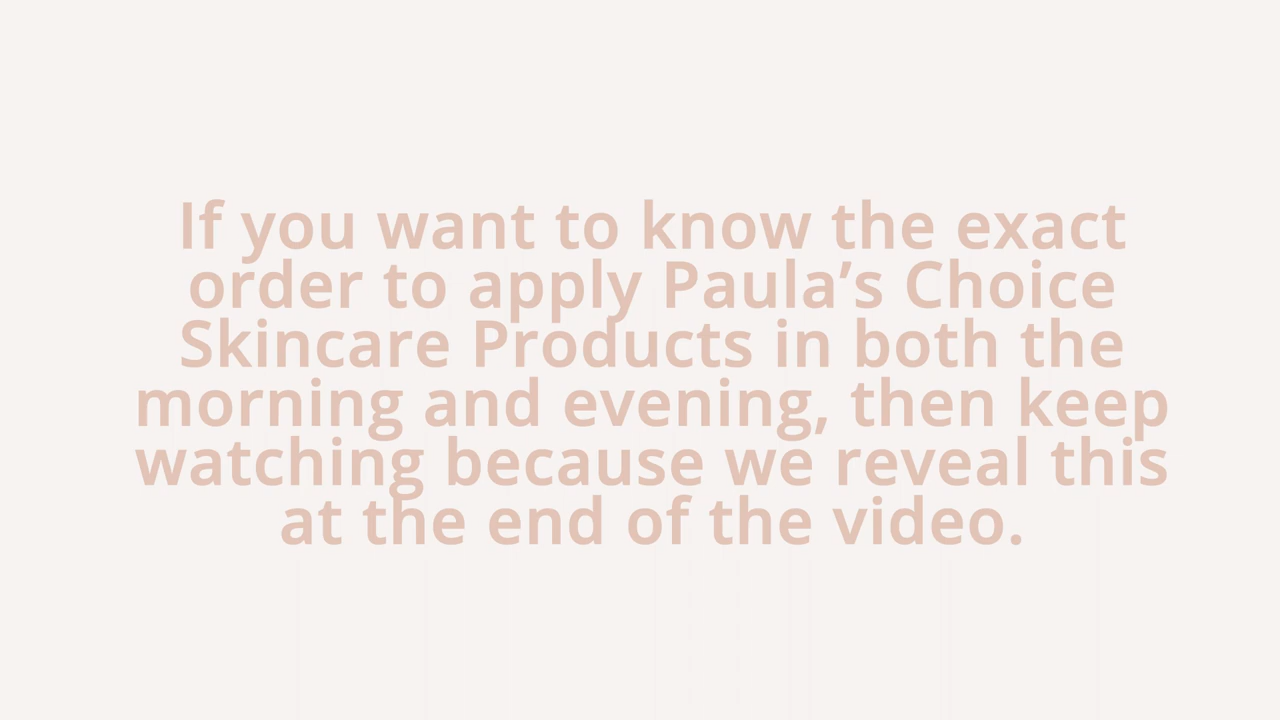 If you want to know the exact
order to apply Paula’s Choice
Skincare Products in both the
morning and evening, then keep
watching because we reveal this
at the end of the video.